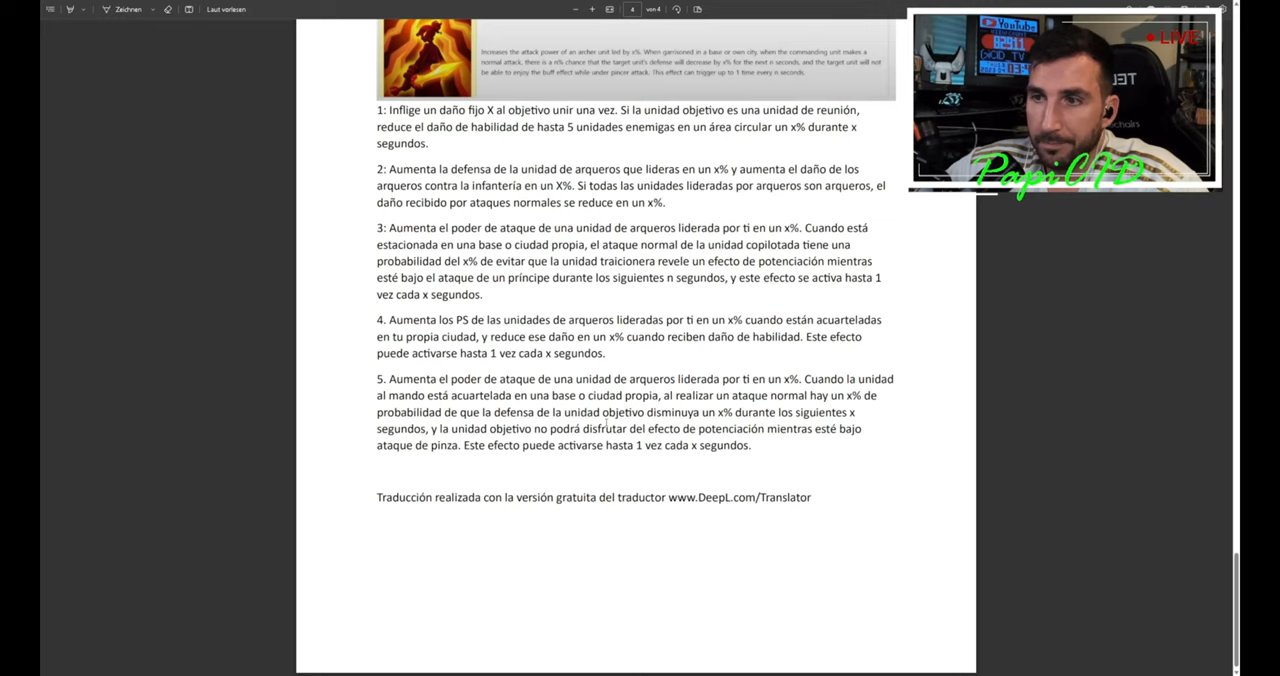 Zeichnen
4
von 4
Laut vorlesen
YouTube
LIVE
PapiCID
Increases the attack power of an archer unit led by x%. When garrisoned in a base or own city, when the commanding unit makes a
normal attack, there is a n% chance that the target unit's defense will decrease by x% for the next n seconds, and the target unit will not
be able to enjoy the buff effect while under pincer attack. This effect can trigger up to 1 time every n seconds.
1: Inflige un daño fijo X al objetivo unir una vez. Si la unidad objetivo es una unidad de reunión,
reduce el daño de habilidad de hasta 5 unidades enemigas en un área circular un x% durante x
segundos.
2: Aumenta la defensa de la unidad de arqueros que lideras en un x% y aumenta el daño de los
arqueros contra la infantería en un X%. Si todas las unidades lideradas por arqueros son arqueros, el
daño recibido por ataques normales se reduce en un x%.
3: Aumenta el poder de ataque de una unidad de arqueros liderada por ti en un x%. Cuando está
estacionada en una base o ciudad propia, el ataque normal de la unidad copilotada tiene una
probabilidad del x% de evitar que la unidad traicionera revele un efecto de potenciación mientras
esté bajo el ataque de un príncipe durante los siguientes n segundos, y este efecto se activa hasta 1
vez cada x segundos.
4. Aumenta los PS de las unidades de arqueros lideradas por ti en un x% cuando están acuarteladas
en tu propia ciudad, y reduce ese daño en un x% cuando reciben daño de habilidad. Este efecto
puede activarse hasta 1 vez cada x segundos.
5. Aumenta el poder de ataque de una unidad de arqueros liderada por ti en un x%. Cuando la unidad
al mando está acuartelada en una base o ciudad propia, al realizar un ataque normal hay un x% de
probabilidad de que la defensa de la unidad objetivo disminuya un x% durante los siguientes x
segundos, y la unidad objetivo no podrá disfrutar del efecto de potenciación mientras esté bajo
ataque de pinza. Este efecto puede activarse hasta 1 vez cada x segundos.
Traducción realizada con la versión gratuita del traductor www.DeepL.com/Translator